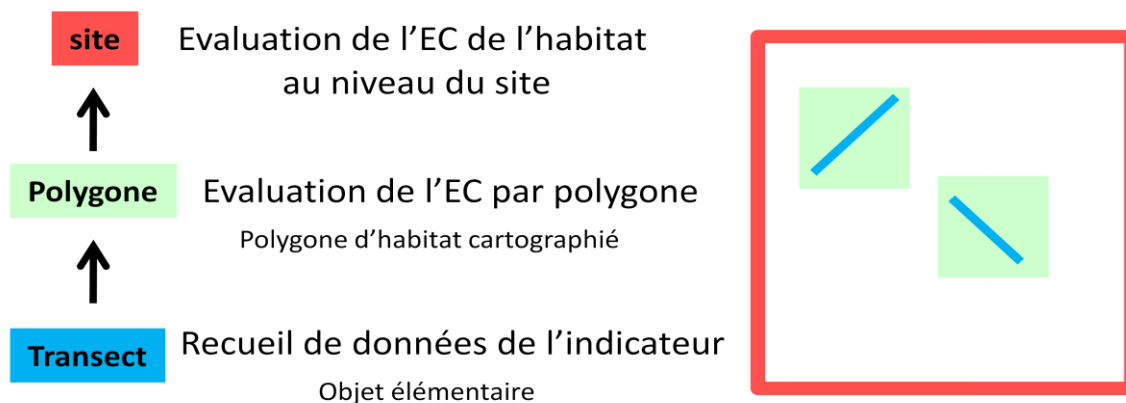 site
Evaluation de l’EC de l’habitat
au niveau du site
Polygone
Evaluation de l’EC par polygone
Polygone d’habitat cartographié
Transect
Recueil de données de l’indicateur
Objet élémentaire